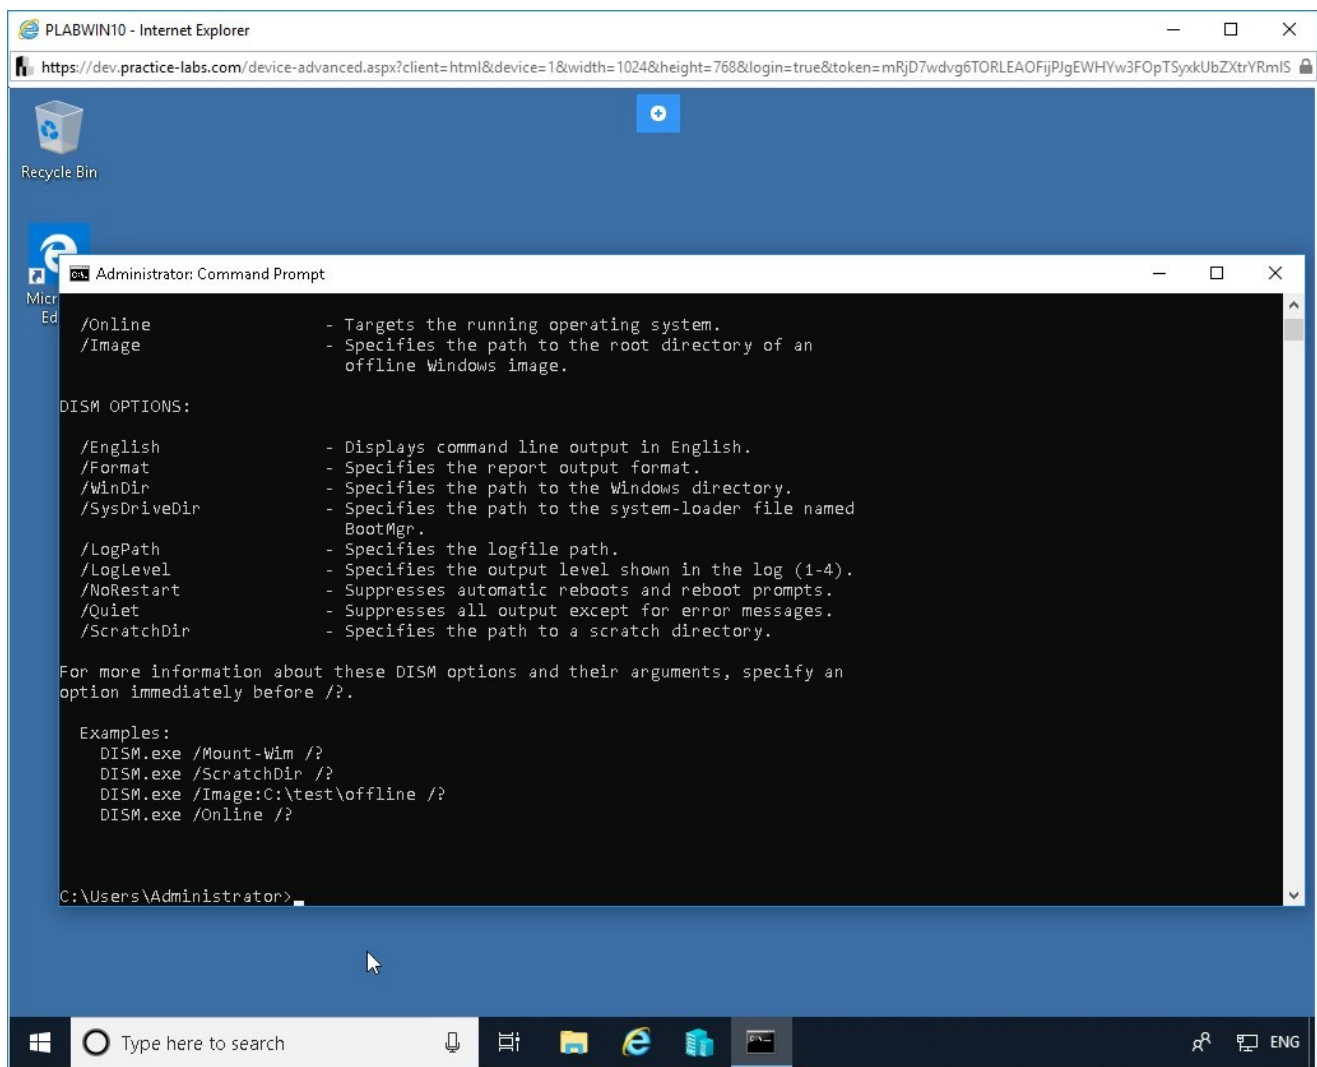 PLABWIN10 - Internet Explorer
https://dev.practice-labs.com/device-advanced.aspx?client=html&device=1&width=1024&height=768&login=true&token=mRjD7wdvg6TORLEAOFijPJgEWHYw3FOpTSyxkUbZXtrYRmIS
Recycle Bin
Micr
Ed
Administrator: Command Prompt
/Online - Targets the running operating system.
/Image - Specifies the path to the root directory of an
offline Windows image.
DISM OPTIONS:
/English - Displays command line output in English.
/Format - Specifies the report output format.
/WinDir - Specifies the path to the Windows directory.
/SysDriveDir - Specifies the path to the system-loader file named
BootMgr.
/LogPath - Specifies the logfile path.
/LogLevel - Specifies the output level shown in the log (1-4).
/NoRestart - Suppresses automatic reboots and reboot prompts.
/Quiet - Suppresses all output except for error messages.
/ScratchDir - Specifies the path to a scratch directory.
For more information about these DISM options and their arguments, specify an
option immediately before /?.
Examples:
DISM.exe /Mount-Wim /?
DISM.exe /ScratchDir /?
DISM.exe /Image:C:\test\offline /?
DISM.exe /Online /?
C:\Users\Administrator>
Type here to search
ENG